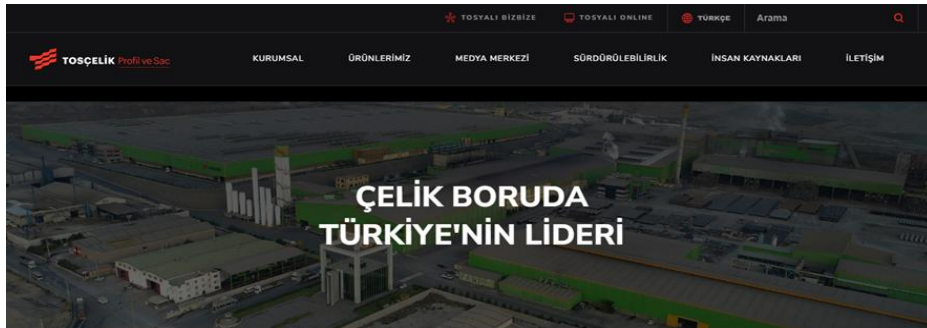 TOSYALI BİZBİZE TOSYALI ONLINE TÜRKÇE Arama
TOSÇELİK Profil ve Sac KURUMSAL ÜRÜNLERİMİZ MEDYA MERKEZİ SÜRDÜRÜLEBİLİRLİK İNSAN KAYNAKLARI İLETİŞİM
ÇELİK BORUDA
TÜRKİYE'NİN LİDERİ